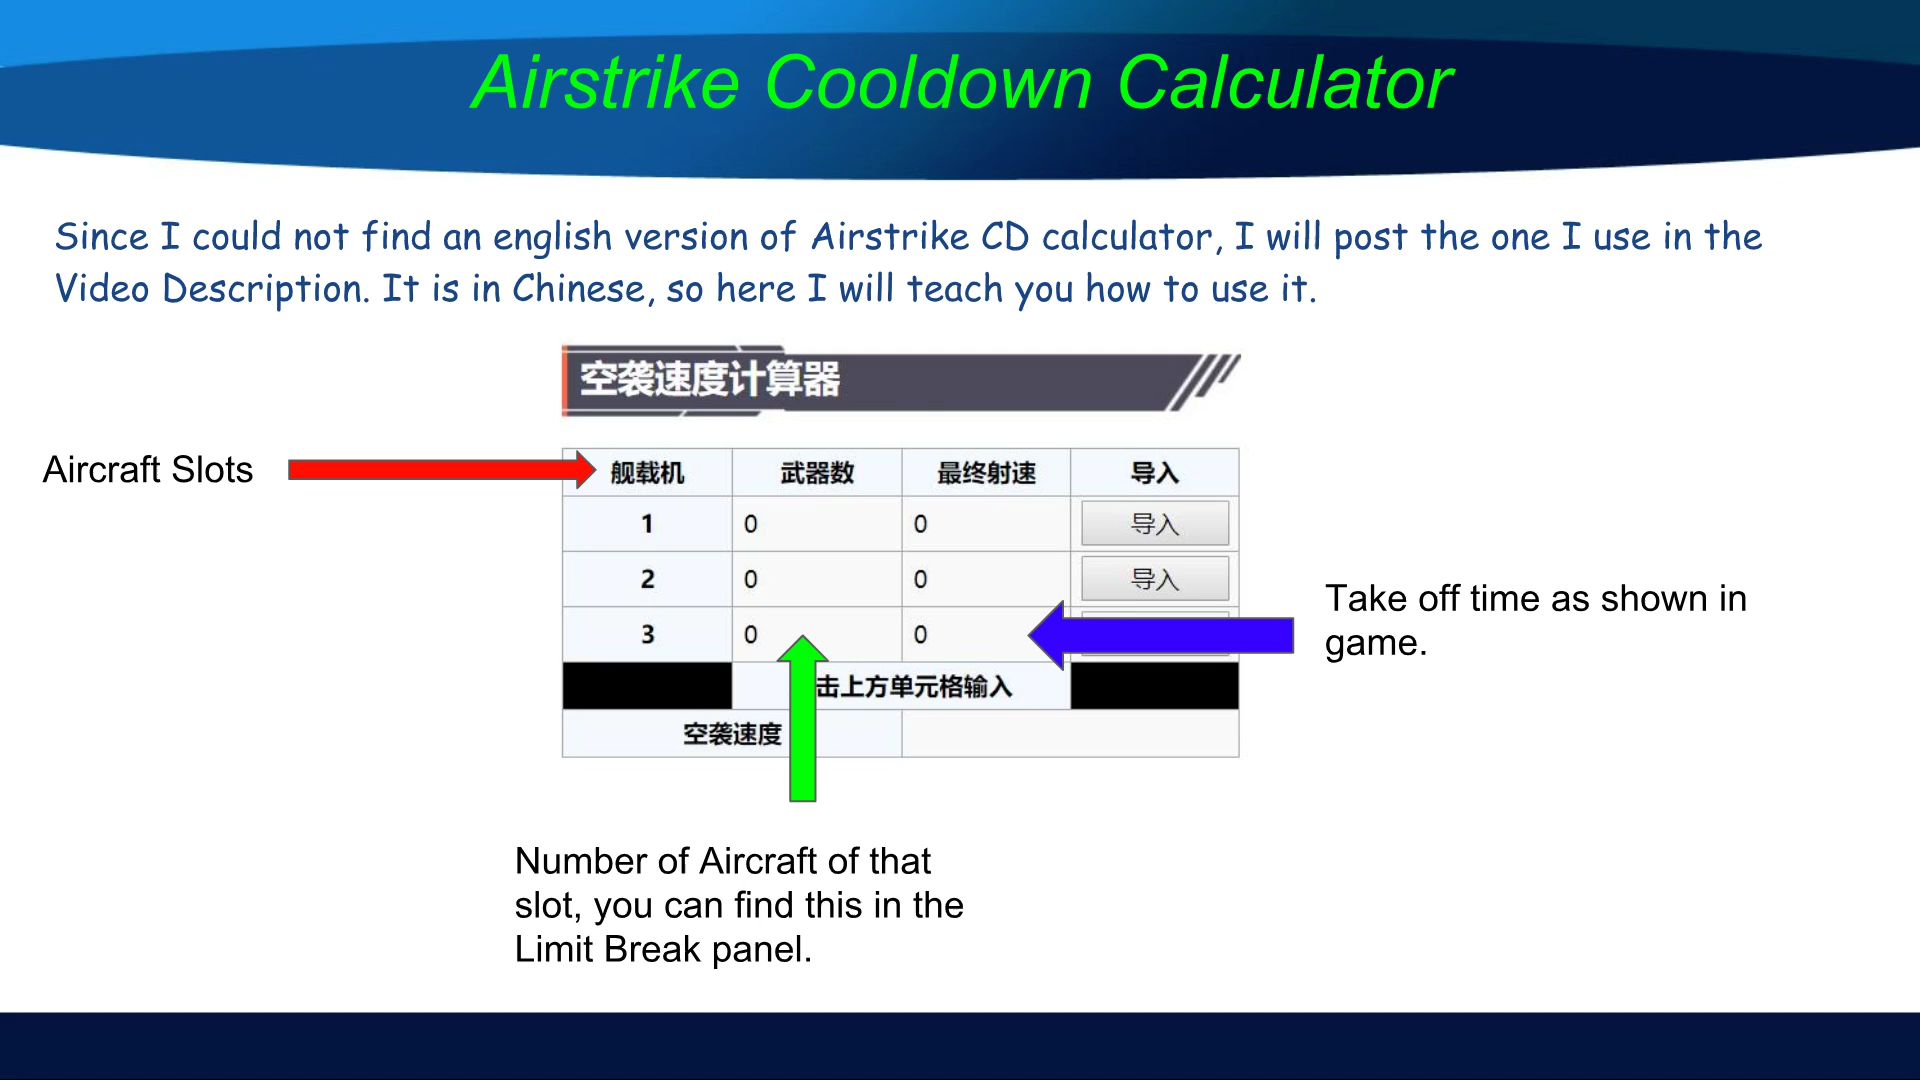 Airstrike Cooldown Calculator
Since I could not find an english version of Airstrike CD calculator, I will post the one I use in the
Video Description. It is in Chinese, so here I will teach you how to use it.
空袭速度计算器
Aircraft Slots
舰载机 武器数 最终射速 导入
1 0 0 导入
2 0 0 导入
3 0 0
Take off time as shown in
game.
击上方单元格输入
空袭速度
Number of Aircraft of that
slot, you can find this in the
Limit Break panel.